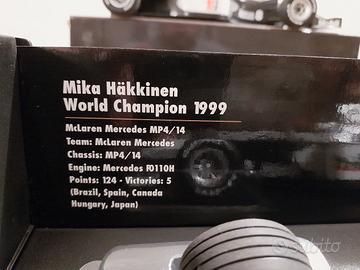 Mika Häkkinen
World Champion 1999
McLaren Mercedes MP4/14
Team: McLaren Mercedes
Chassis: MP4/14
Engine: Mercedes F0110H
Points: 124 - Victories: 5
(Brazil, Spain, Canada
Hungary, Japan)
subito